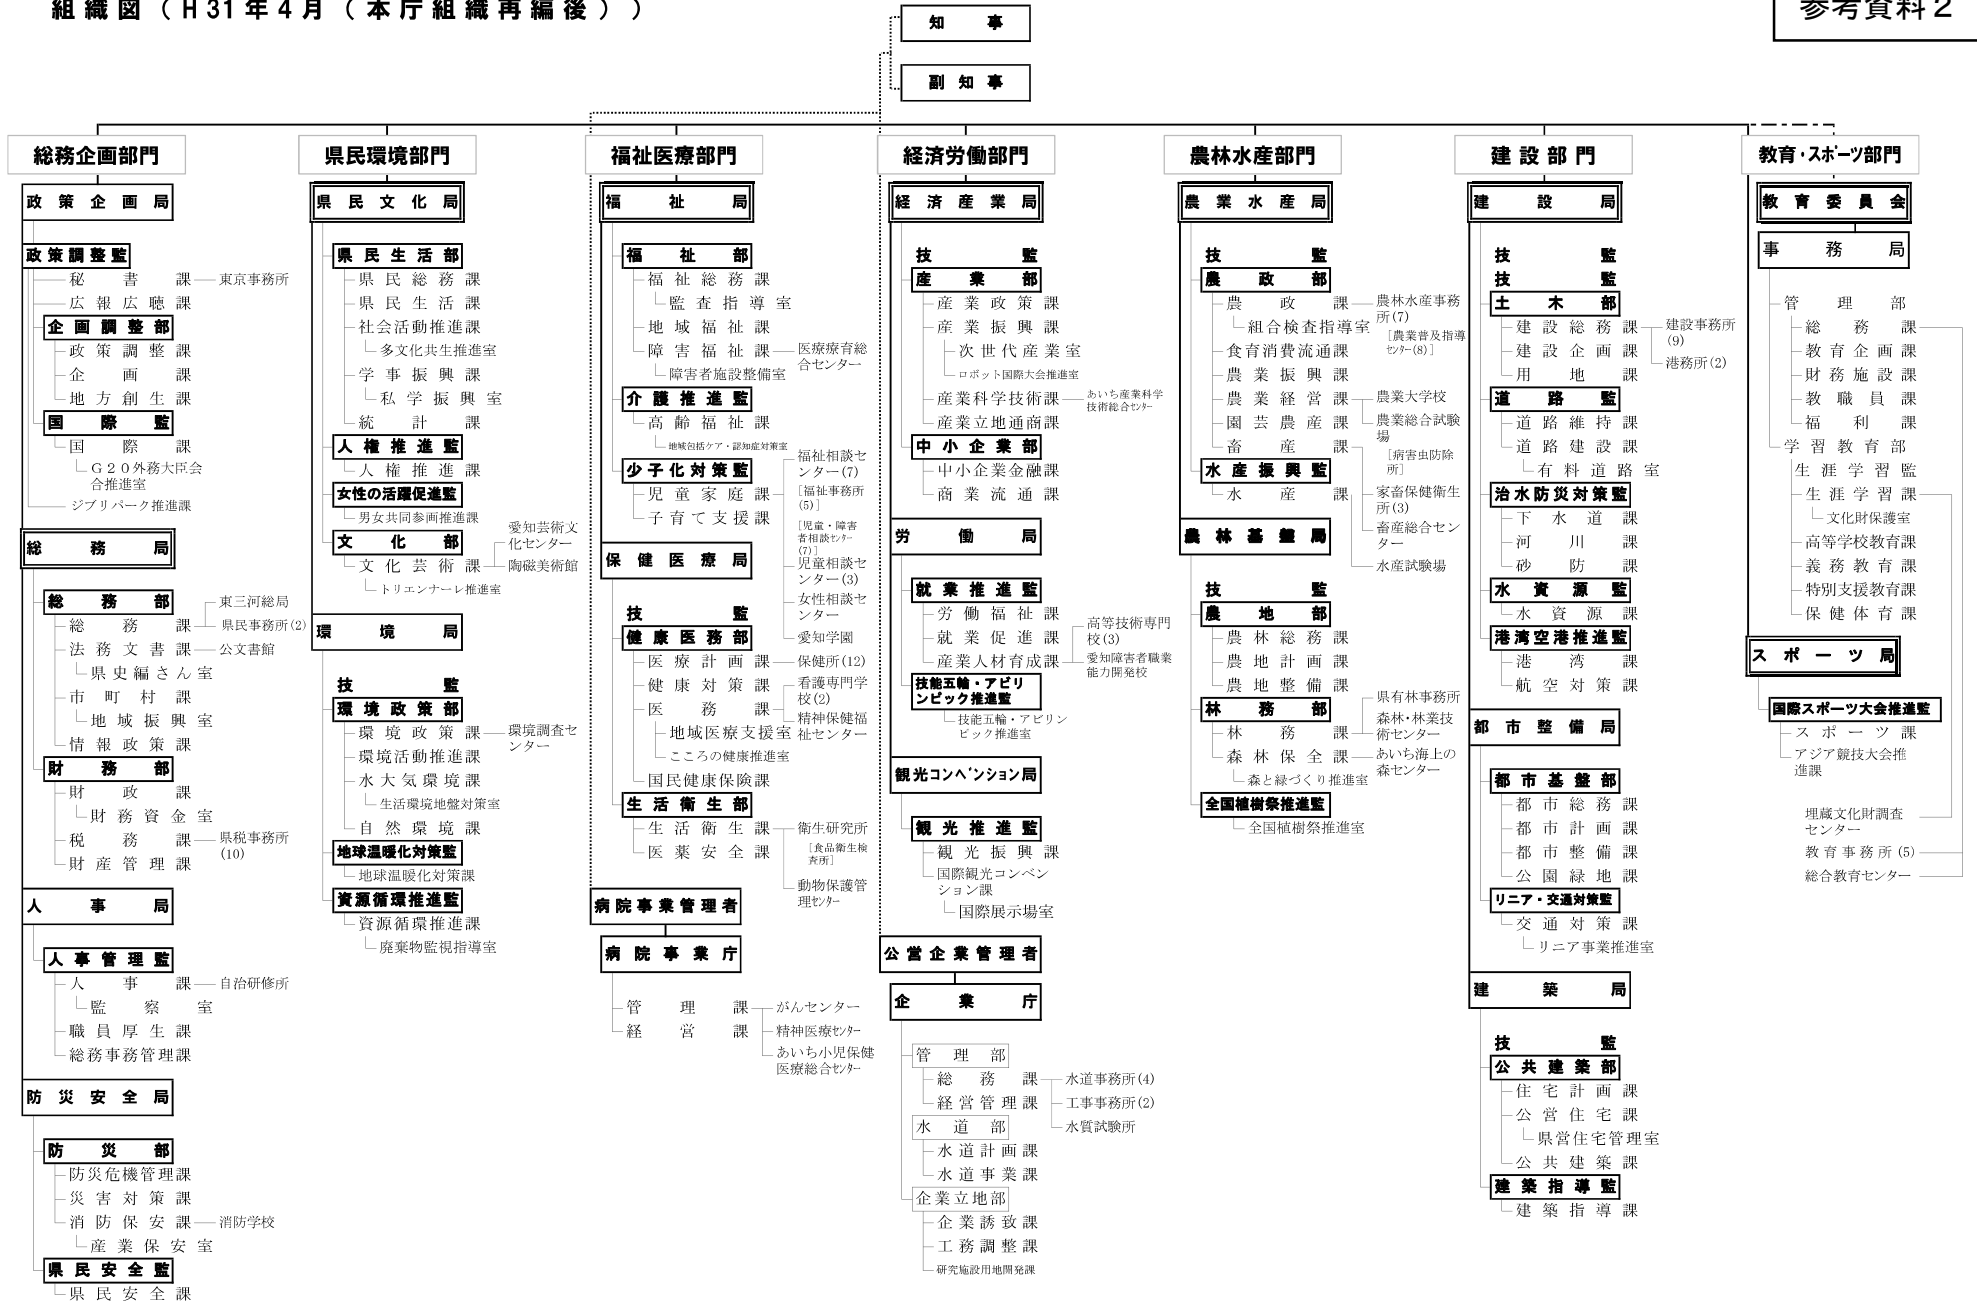 組織図（Ｈ31年４月（本庁組織再編後））
参考資料２
知事
副知事
総務企画部門
政策企画局
政策調整監
秘書課
東京事務所
広報広聴課
企画調整部
政策調整課
企画課
地方創生課
国際監
国際課
Ｇ２０外務大臣会
合推進室
ジブリパーク推進課
総務局
総務部
東三河総局
総務課
県民事務所(2)
法務文書課
公文書館
県史編さん室
市町村課
地域振興室
情報政策課
財務部
財政課
財務資金室
税務課
県税事務所
(10)
財産管理課
人事局
人事管理監
人事課
自治研修所
監察室
職員厚生課
総務事務管理課
防災安全局
防災部
防災危機管理課
災害対策課
消防保安課
消防学校
産業保安室
県民安全監
県民安全課
県民環境部門
県民文化局
県民生活部
県民総務課
県民生活課
社会活動推進課
多文化共生推進室
学事振興課
私学振興室
統計課
人権推進監
人権推進課
女性の活躍促進監
男女共同参画推進課
文化部
愛知芸術文
化センター
文化芸術課
陶磁美術館
トリエンナーレ推進室
環境局
技監
環境政策部
環境政策課
環境調査セ
ンター
環境活動推進課
水大気環境課
生活環境地盤対策室
自然環境課
地球温暖化対策監
地球温暖化対策課
資源循環推進監
資源循環推進課
廃棄物監視指導室
福祉医療部門
福祉局
福祉部
福祉総務課
監査指導室
地域福祉課
障害福祉課
医療療育総
合センター
障害者施設整備室
介護推進監
高齢福祉課
地域包括ケア・認知症対策室
少子化対策監
児童家庭課
子育て支援課
福祉相談セ
ンター(7)
[福祉事務所
(5)]
[児童・障害
者相談センター
(7)]
児童相談セ
ンター(3)
女性相談セ
ンター
愛知学園
保健医療局
技監
健康医務部
医療計画課
保健所(12)
健康対策課
看護専門学
校(2)
医務課
精神保健福
祉センター
地域医療支援室
こころの健康推進室
国民健康保険課
生活衛生部
生活衛生課
衛生研究所
医薬安全課
[食品衛生検
査所]
動物保護管
理センター
病院事業管理者
病院事業庁
管理課
がんセンター
経営課
精神医療センター
あいち小児保健
医療総合センター
経済労働部門
経済産業局
技監
産業部
産業政策課
産業振興課
次世代産業室
ロボット国際大会推進室
産業科学技術課
あいち産業科学
技術総合センター
産業立地通商課
中小企業部
中小企業金融課
商業流通課
労働局
就業推進監
労働福祉課
就業促進課
産業人材育成課
高等技術専門
校(3)
愛知障害者職業
能力開発校
技能五輪・アビリ
ンピック推進監
技能五輪・アビリン
ピック推進室
観光コンベンション局
観光推進監
観光振興課
国際観光コンベン
ション課
国際展示場室
公営企業管理者
企業庁
管理部
総務課
水道事務所(4)
経営管理課
工事事務所(2)
水道部
水質試験所
水道計画課
水道事業課
企業立地部
企業誘致課
工務調整課
研究施設用地開発課
農林水産部門
農業水産局
技監
農政部
農政課
農林水産事務
所(7)
[農業普及指導
センター(8)]
組合検査指導室
食育消費流通課
農業振興課
農業経営課
農業大学校
農業総合試験
場
園芸農産課
畜産課
[病害虫防除
所]
水産振興監
水産課
家畜保健衛生
所(3)
畜産総合セン
ター
水産試験場
農林基盤局
技監
農地部
農林総務課
農地計画課
農地整備課
林務部
林務課
県有林事務所
森林・林業技
術センター
森林保全課
あいち海上の
森センター
森と緑づくり推進室
全国植樹祭推進監
全国植樹祭推進室
建設部門
建設局
技監
技監
土木部
建設総務課
建設事務所
(9)
建設企画課
港務所(2)
用地課
道路監
道路維持課
道路建設課
有料道路室
治水防災対策監
下水道課
河川課
砂防課
水資源監
水資源課
港湾空港推進監
港湾課
航空対策課
都市整備局
都市基盤部
都市総務課
都市計画課
都市整備課
公園緑地課
リニア・交通対策監
交通対策課
リニア事業推進室
建築局
技監
公共建築部
住宅計画課
公営住宅課
県営住宅管理室
公共建築課
建築指導監
建築指導課
教育・スポーツ部門
教育委員会
事務局
管理部
総務課
教育企画課
財務施設課
教職員課
福利課
学習教育部
生涯学習監
生涯学習課
文化財保護室
高等学校教育課
義務教育課
特別支援教育課
保健体育課
スポーツ局
国際スポーツ大会推進監
スポーツ課
アジア競技大会推
進課
埋蔵文化財調査
センター
教育事務所(5)
総合教育センター